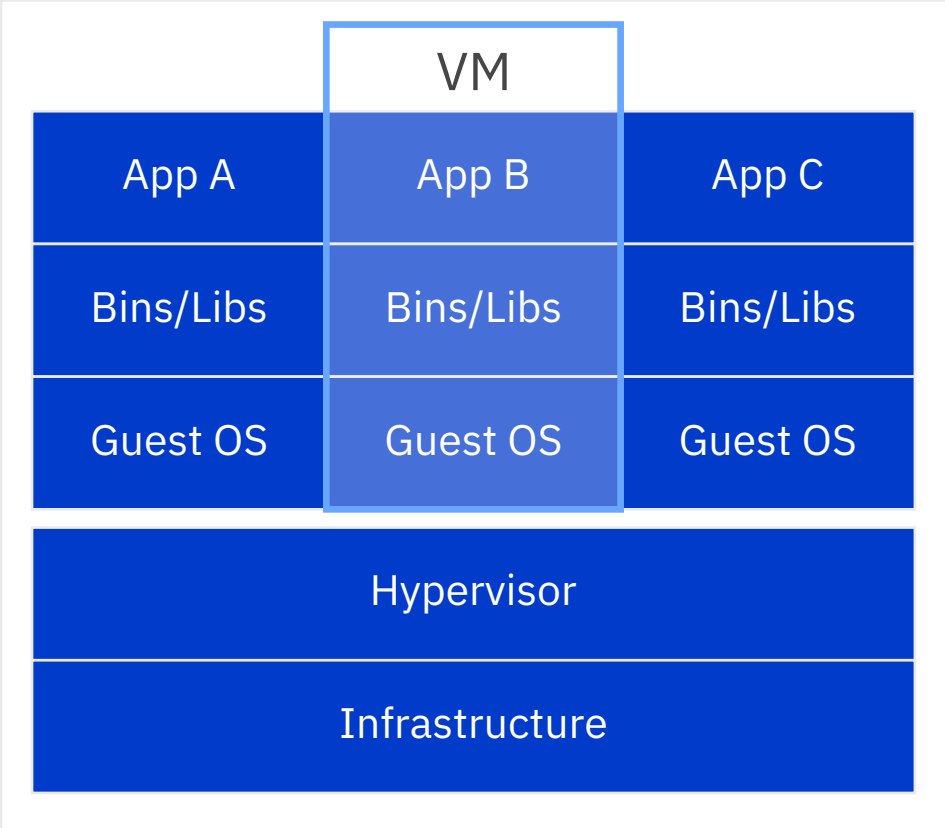 VM
App A
App B
App C
Bins/Libs
Bins/Libs
Bins/Libs
Guest OS
Guest OS
Guest OS
Hypervisor
Infrastructure